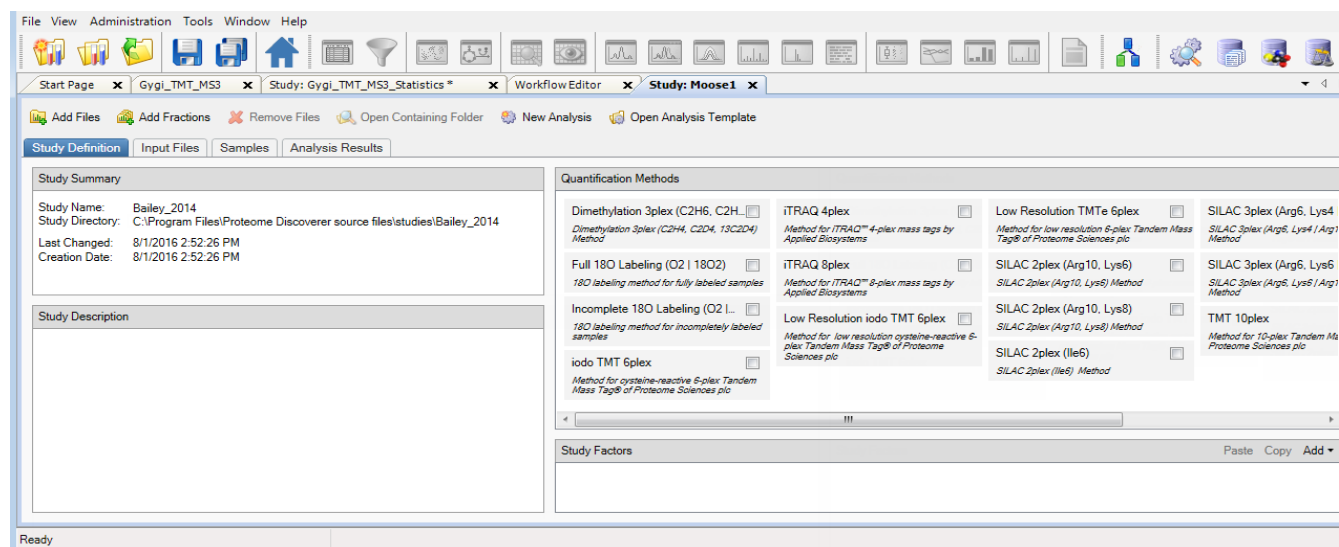 File View Administration Tools Window Help
Start Page x Gygi_TMT_MS3 x Study: Gygi_TMT_MS3_Statistics * x Workflow Editor x Study: Moose1 x
Add Files Add Fractions Remove Files Open Containing Folder New Analysis Open Analysis Template
Study Definition Input Files Samples Analysis Results
Study Summary
Study Name: Bailey_2014
Study Directory: C:\Program Files\Proteome Discoverer source files\studies\Bailey_2014
Last Changed: 8/1/2016 2:52:26 PM
Creation Date: 8/1/2016 2:52:26 PM
Study Description
Quantification Methods
Dimethylation 3plex (C2H6, C2H...
Dimethylation 3plex (C2H4, C2D4, 13C2D4)
Method
Full 18O Labeling (O2 | 18O2)
18O labeling method for fully labeled samples
Incomplete 18O Labeling (O2 |...
18O labeling method for incompletely labeled
samples
iodo TMT 6plex
Method for cysteine-reactive 6-plex Tandem
Mass Tag® of Proteome Sciences plc
iTRAQ 4plex
Method for iTRAQ™ 4-plex mass tags by
Applied Biosystems
iTRAQ 8plex
Method for iTRAQ™ 8-plex mass tags by
Applied Biosystems
Low Resolution iodo TMT 6plex
Method for low resolution cysteine-reactive 6-
plex Tandem Mass Tag® of Proteome
Sciences plc
Low Resolution TMTe 6plex
Method for low resolution 6-plex Tandem Mass
Tag® of Proteome Sciences plc
SILAC 2plex (Arg10, Lys6)
SILAC 2plex (Arg10, Lys6) Method
SILAC 2plex (Arg10, Lys8)
SILAC 2plex (Arg10, Lys8) Method
SILAC 2plex (Ile6)
SILAC 2plex (Ile6) Method
SILAC 3plex (Arg6, Lys4
SILAC 3plex (Arg6, Lys4 | Arg1
Method
SILAC 3plex (Arg6, Lys6
SILAC 3plex (Arg6, Lys6 | Arg1
Method
TMT 10plex
Method for 10-plex Tandem Ma
Proteome Sciences plc
Study Factors Paste Copy Add
Ready